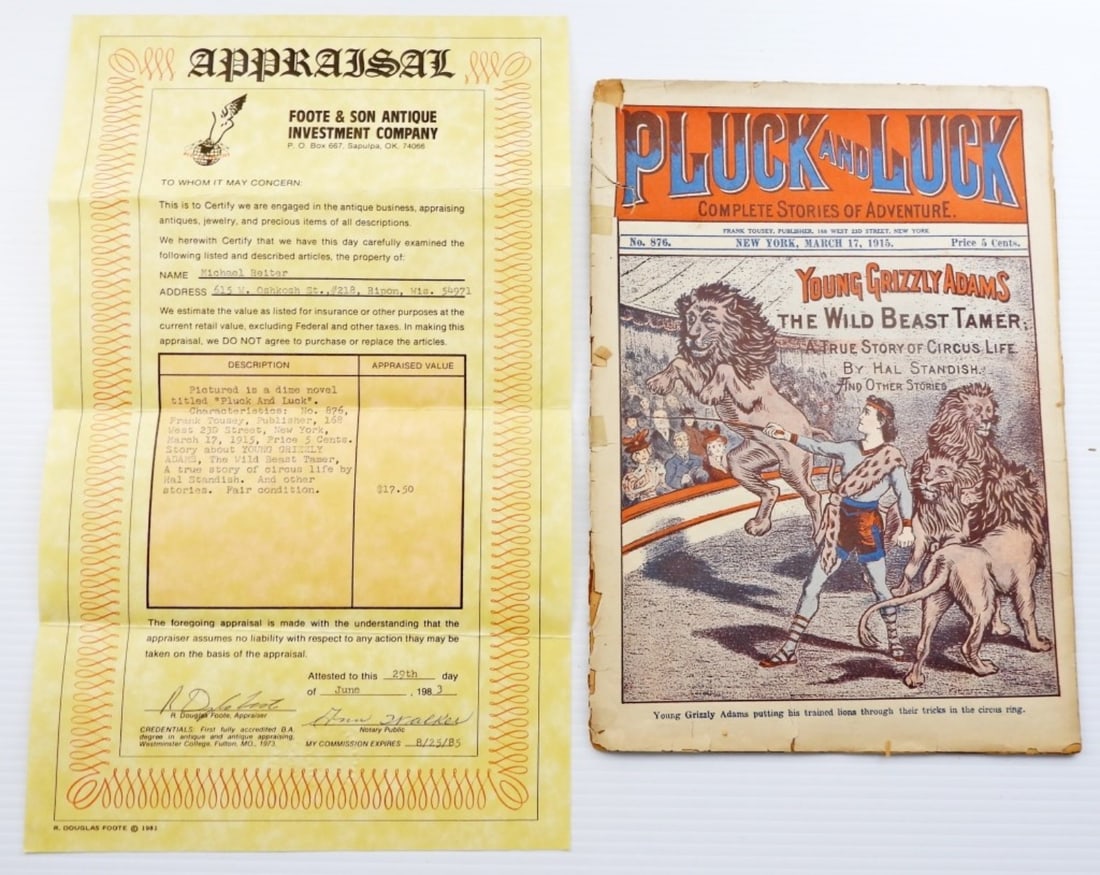 APPRAISAL
FOOTE & SON ANTIQUE
INVESTMENT COMPANY
P. O. Box 667, Sapulpa, OK. 74066
TO WHOM IT MAY CONCERN:
This is to Certify we are engaged in the antique business, appraising
antiques, jewelry, and precious items of all descriptions.
We herewith Certify that we have this day carefully examined the
following listed and described articles, the property of:
NAME Michael Reiter
ADDRESS 615 W. Oshkosh St.,#218, Ripon, Wis. 54971
We estimate the value as listed for insurance or other purposes at the
current retail value, excluding Federal and other taxes. In making this
appraisal, we DO NOT agree to purchase or replace the articles.
DESCRIPTION APPRAISED VALUE
Pictured is a dime novel
titled "Pluck And Luck".
Characteristics: No. 876,
Frank Tousey, Publisher, 168
West 23D Street, New York,
March 17, 1915, Price 5 Cents.
Story about YOUNG GRIZZLY
ADAMS, The Wild Beast Tamer,
A true story of circus life by
Hal Standish. And other
stories. Fair condition. $17.50
The foregoing appraisal is made with the understanding that the
appraiser assumes no liability with respect to any action thay may be
taken on the basis of the appraisal.
Attested to this 29th day
of June, 1983
R. Douglas Foote, Appraiser
Ann Walker
Notary Public
CREDENTIALS: First fully accredited B.A.
degree in antique and antique appraising,
Westminster College, Fulton, MO., 1973.
MY COMMISSION EXPIRES 8/25/85
R. DOUGLAS FOOTE © 1981
PLUCK AND LUCK
COMPLETE STORIES OF ADVENTURE.
FRANK TOUSEY, PUBLISHER, 168 WEST 23D STREET, NEW YORK
No. 876. NEW YORK, MARCH 17, 1915. Price 5 Cents.
YOUNG GRIZZLY ADAMS
THE WILD BEAST TAMER;
A TRUE STORY OF CIRCUS LIFE
BY HAL STANDISH.
AND OTHER STORIES
Young Grizzly Adams putting his trained lions through their tricks in the circus ring.